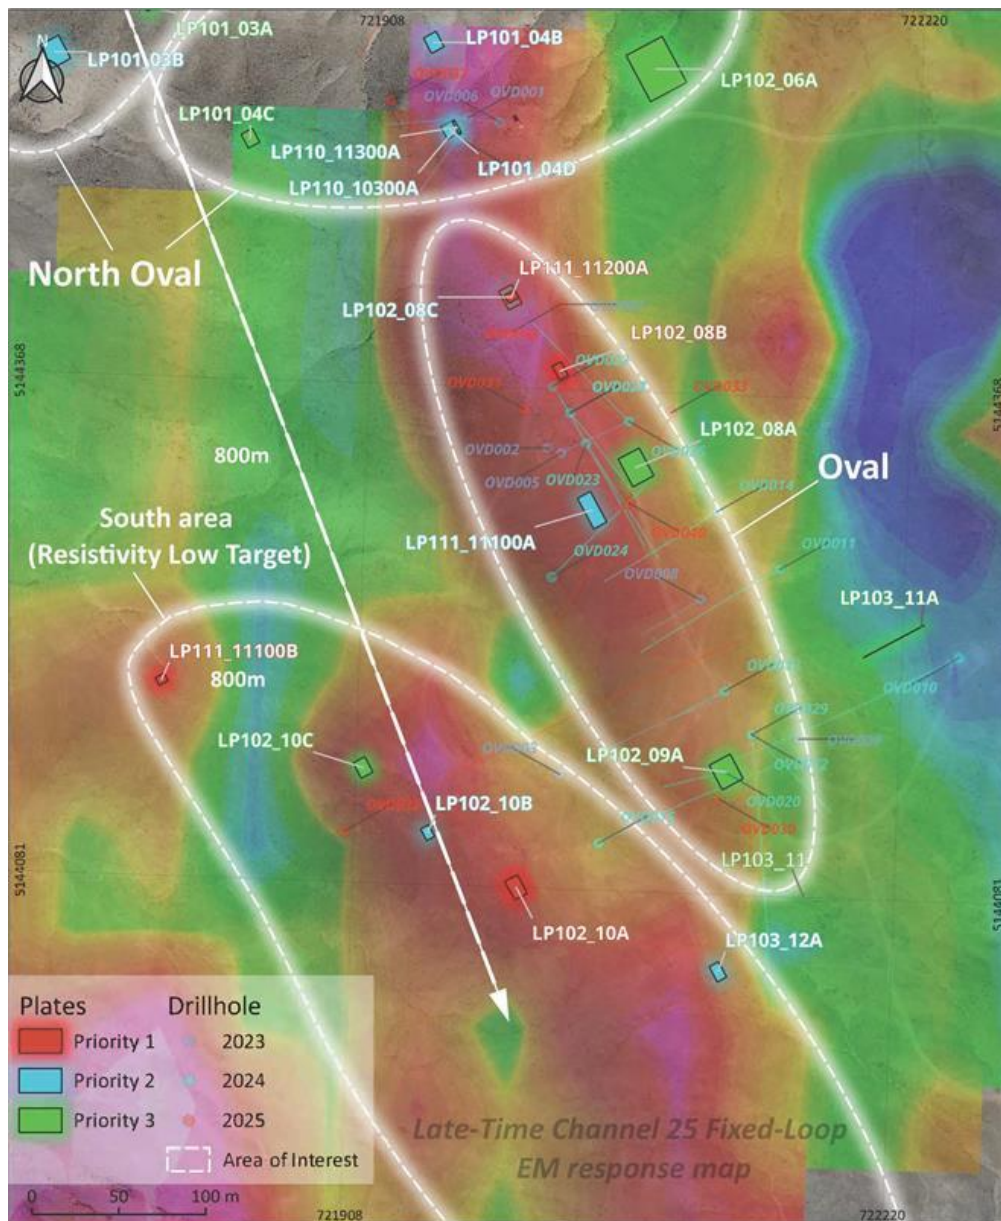 721908
722220
N
LP101_03A
LP101_03B
LP101_04B
LP102_06A
OVD006
OVD001
LP101_04C
LP110_11300A
LP101_04D
LP110_10300A
North Oval
LP111_11200A
LP102_08C
LP102_08B
5144368
5144368
OVD033
LP102_08A
800m
OVD002
OVD005
OVD023
Oval
OVD014
South area
(Resistivity Low Target)
LP111_11100A
OVD040
OVD024
OVD008
OVD011
LP103_11A
LP111_11100B
800m
OVD010
OVD029
LP102_10C
LP102_09A
LP102_10B
OVD020
OVD030
5144081
LP103_11
5144081
LP102_10A
LP103_12A
Plates
Drillhole
Priority 1
2023
Priority 2
2024
Priority 3
2025
Area of Interest
Late-Time Channel 25 Fixed-Loop
EM response map
0 50 100 m
721908
722220